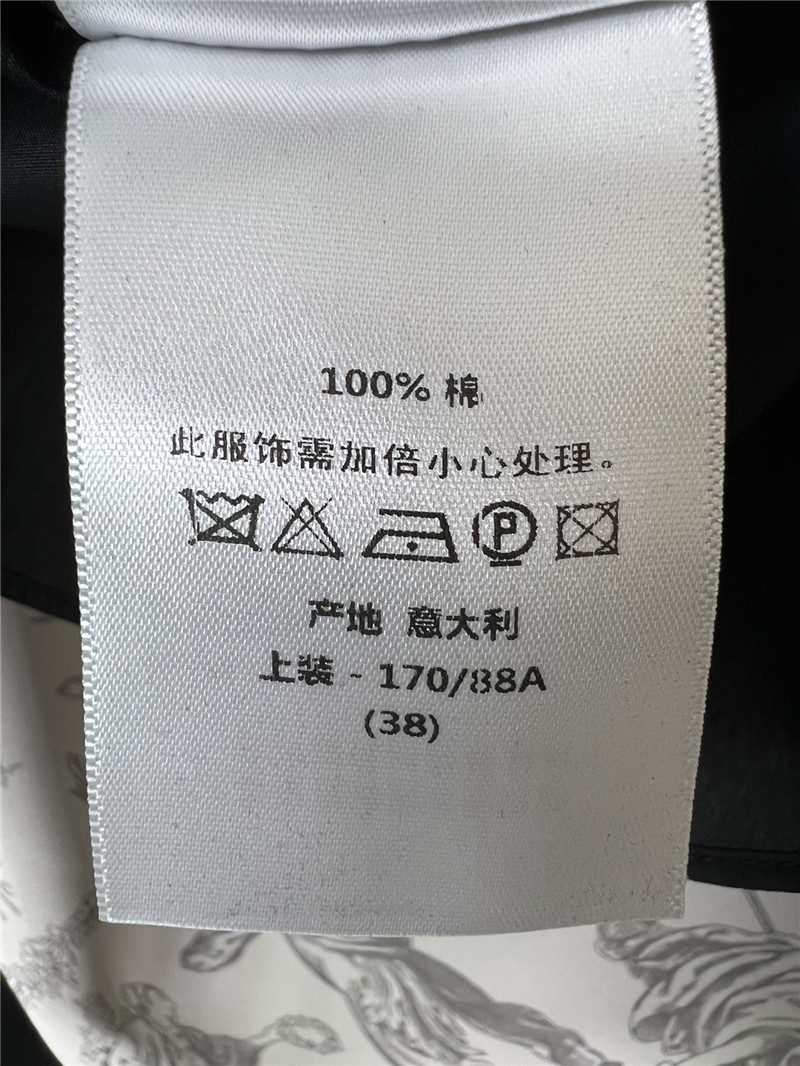 100% 棉
此服饰需加倍小心处理。
P
产地 意大利
上装 - 170/88A
(38)